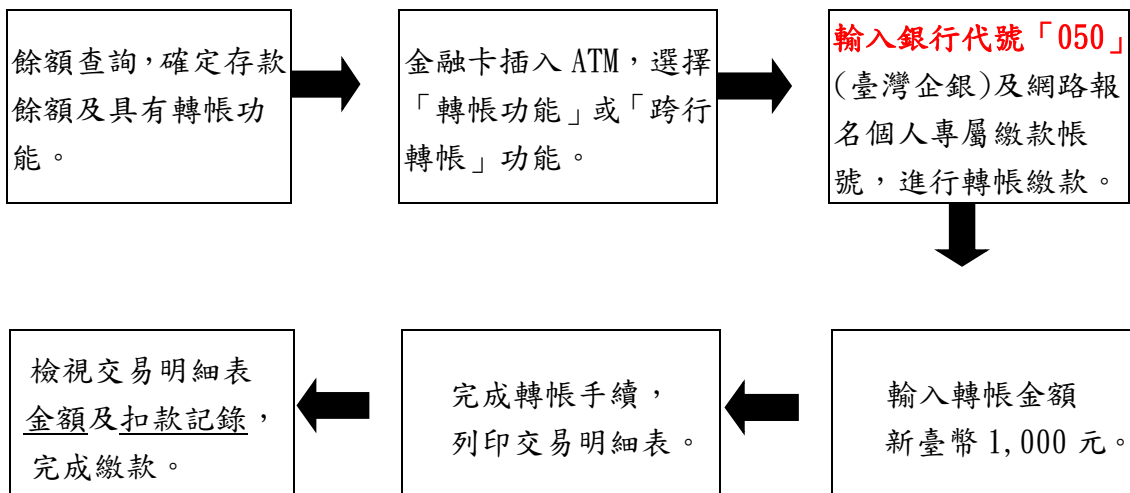 餘額查詢，確定存款
餘額及具有轉帳功
能。
金融卡插入 ATM，選擇
「轉帳功能」或「跨行
轉帳」功能。
輸入銀行代號「050」
(臺灣企銀)及網路報
名個人專屬繳款帳
號，進行轉帳繳款。
輸入轉帳金額
新臺幣 1,000 元。
完成轉帳手續，
列印交易明細表。
檢視交易明細表
金額及扣款記錄，
完成繳款。